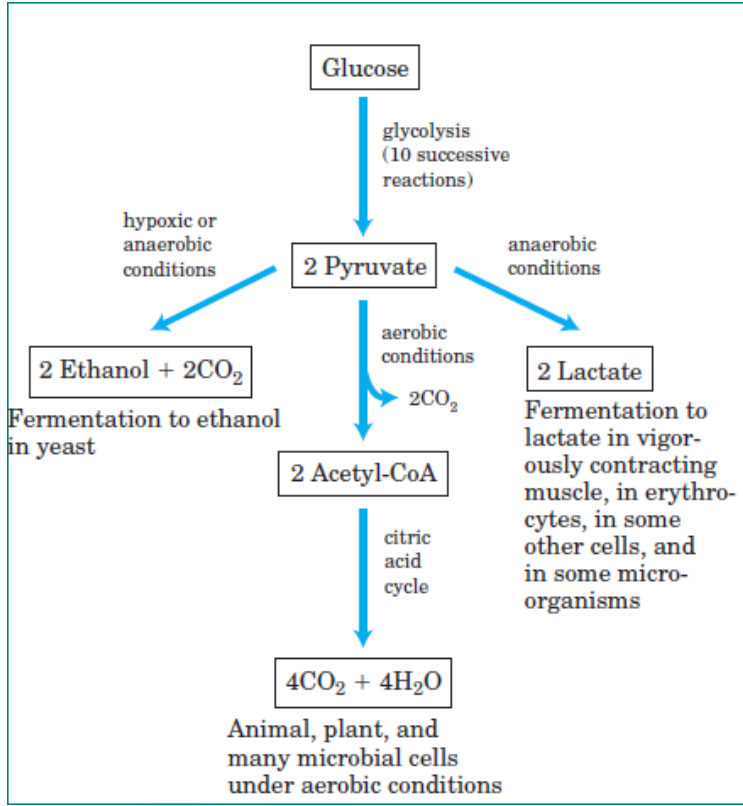 Glucose
glycolysis
(10 successive
reactions)
hypoxic or
anaerobic
conditions
2 Pyruvate
anaerobic
conditions
2 Ethanol + 2CO₂
Fermentation to ethanol
in yeast
aerobic
conditions
2CO₂
2 Lactate
Fermentation to
lactate in vigor-
ously contracting
muscle, in erythro-
cytes, in some
other cells, and
in some micro-
organisms
2 Acetyl-CoA
citric
acid
cycle
4CO₂ + 4H₂O
Animal, plant, and
many microbial cells
under aerobic conditions